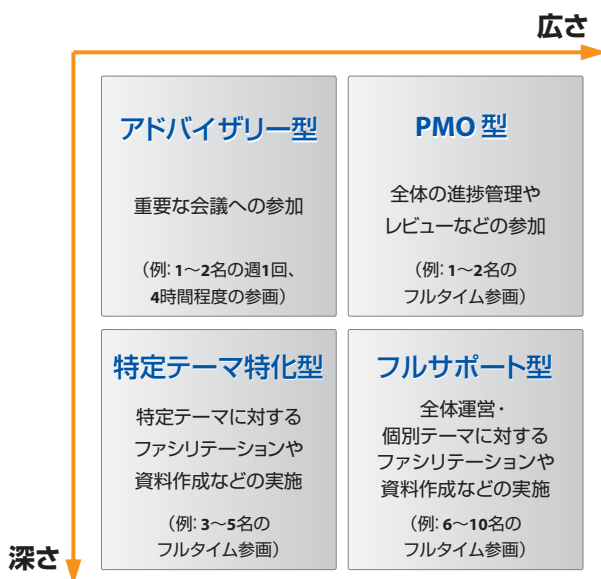 広さ
アドバイザリー型
重要な会議への参加
（例：1～2名の週1回、
4時間程度の参画）
PMO 型
全体の進捗管理や
レビューなどの参加
（例：1～2名の
フルタイム参画）
特定テーマ特化型
特定テーマに対する
ファシリテーションや
資料作成などの実施
（例：3～5名の
フルタイム参画）
フルサポート型
全体運営・
個別テーマに対する
ファシリテーションや
資料作成などの実施
（例：6～10名の
フルタイム参画）
深さ